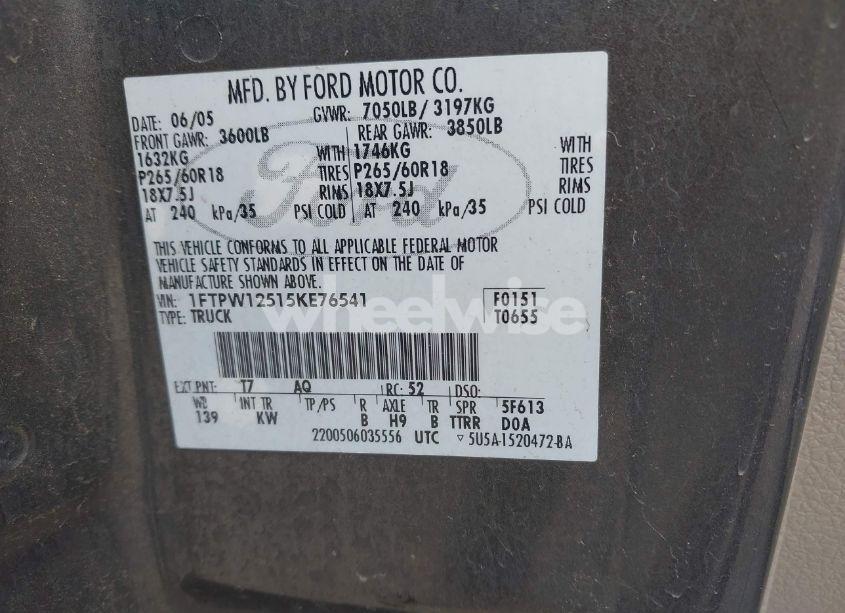 MFD. BY FORD MOTOR CO.
DATE: 06/05 GVWR: 7050LB/ 3197KG
FRONT GAWR: 3600LB REAR GAWR: 3850LB
1632KG WITH 1746KG WITH
P265/60R18 TIRES P265/60R18 TIRES
18X7.5J RIMS 18X7.5J RIMS
AT 240 kPa/35 PSI COLD AT 240 kPa/35 PSI COLD
Ford
THIS VEHICLE CONFORMS TO ALL APPLICABLE FEDERAL MOTOR
VEHICLE SAFETY STANDARDS IN EFFECT ON THE DATE OF
MANUFACTURE SHOWN ABOVE.
VIN: 1FTPW12515KE76541 F0151
TYPE: TRUCK T0655
wheelwise
EXT PNT: T7 AQ RC: 52 DSO:
WB INT TR TP/PS R AXLE TR SPR 5F613
139 KW B H9 B TTRR DOA
2200506035556 UTC ▽ 5U5A-1520472-BA